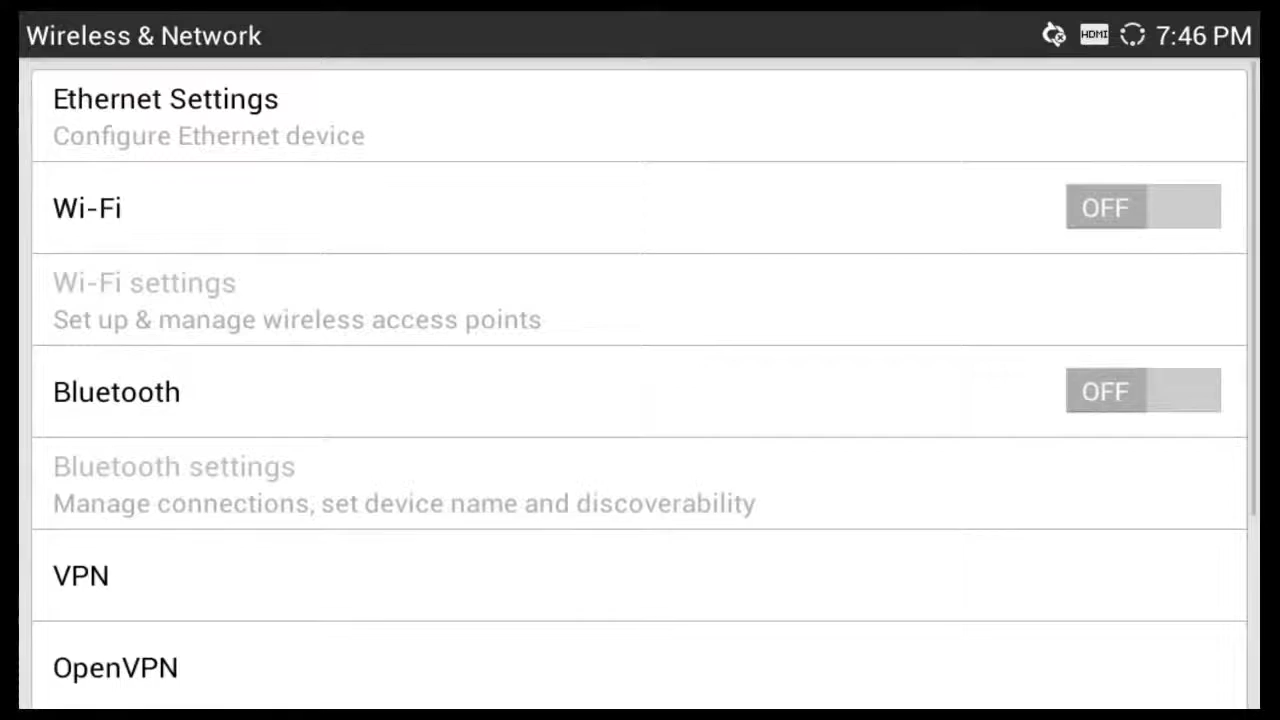 Wireless & Network
HDMI
7:46 PM
Ethernet Settings
Configure Ethernet device
Wi-Fi
OFF
Wi-Fi settings
Set up & manage wireless access points
Bluetooth
OFF
Bluetooth settings
Manage connections, set device name and discoverability
VPN
OpenVPN